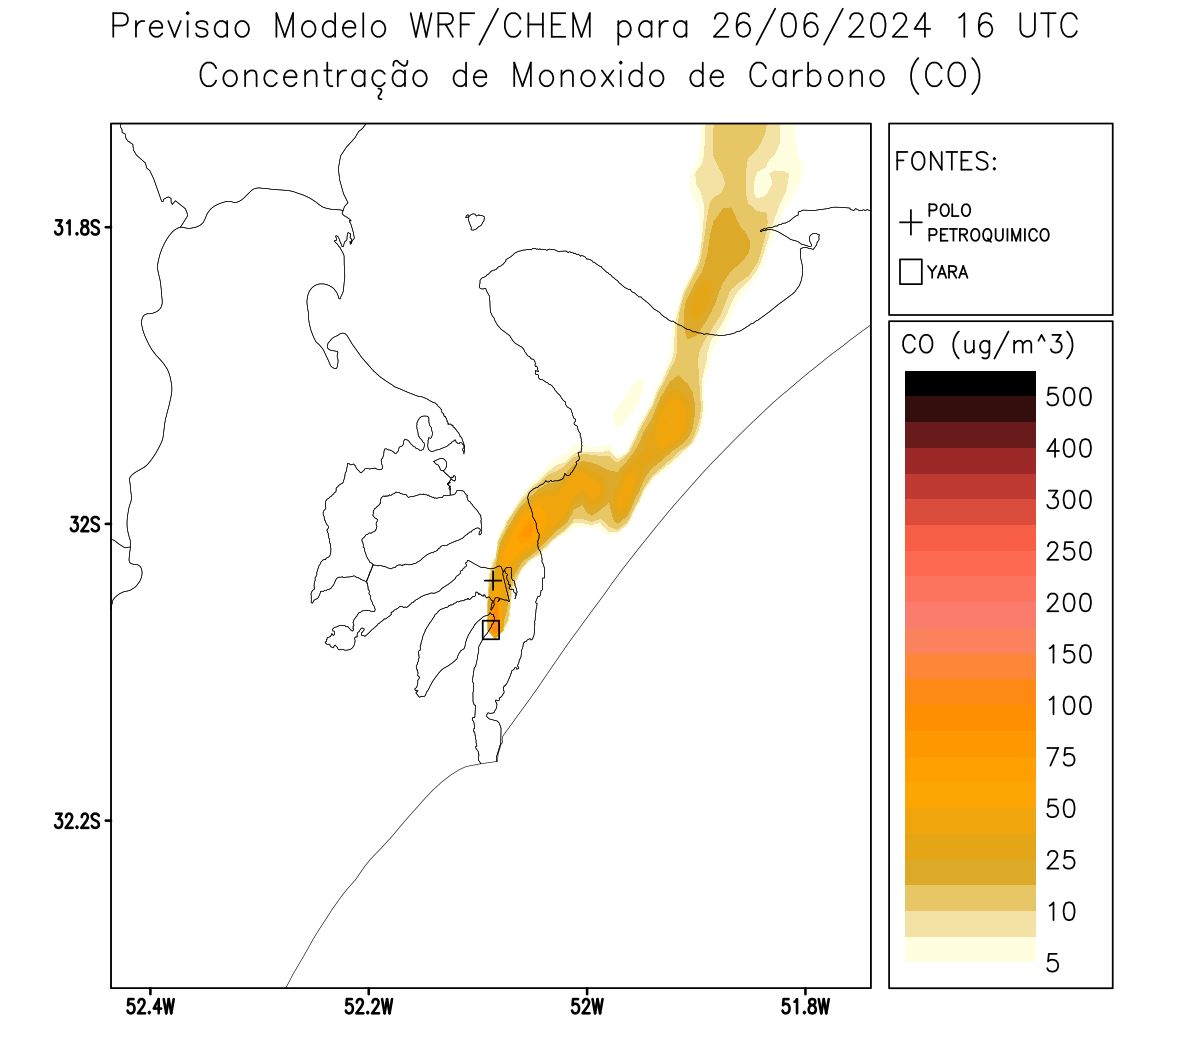 Previsao Modelo WRF/CHEM para 26/06/2024 16 UTC
Concentração de Monoxido de Carbono (CO)
FONTES:
POLO
PETROQUIMICO
YARA
CO (ug/m^3)
500
400
300
250
200
150
100
75
50
25
10
5
31.8S
32S
32.2S
52.4W
52.2W
52W
51.8W